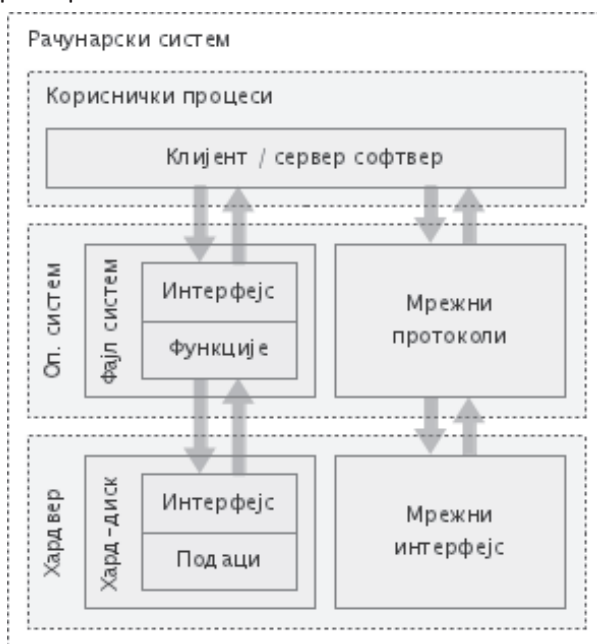 Рачунарски систем
Кориснички процеси
Клијент / сервер софтвер
Оп. систем
Фајл систем
Интерфејс
Функције
Мрежни
протоколи
Хардвер
Хард-диск
Интерфејс
Подаци
Мрежни
интерфејс